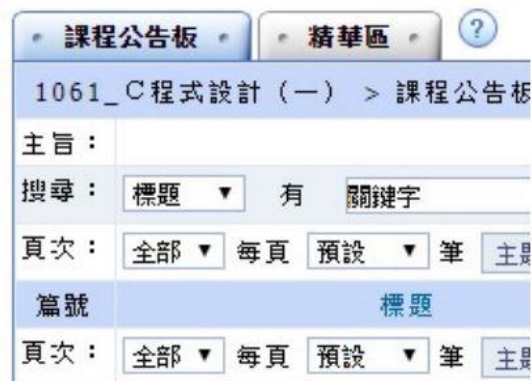 課程公告板 精華區 ?
1061_C程式設計(一) > 課程公告板
主旨:
搜尋: 標題 有 關鍵字
頁次: 全部 每頁 預設 筆 主題
篇號 標題
頁次: 全部 每頁 預設 筆 主題